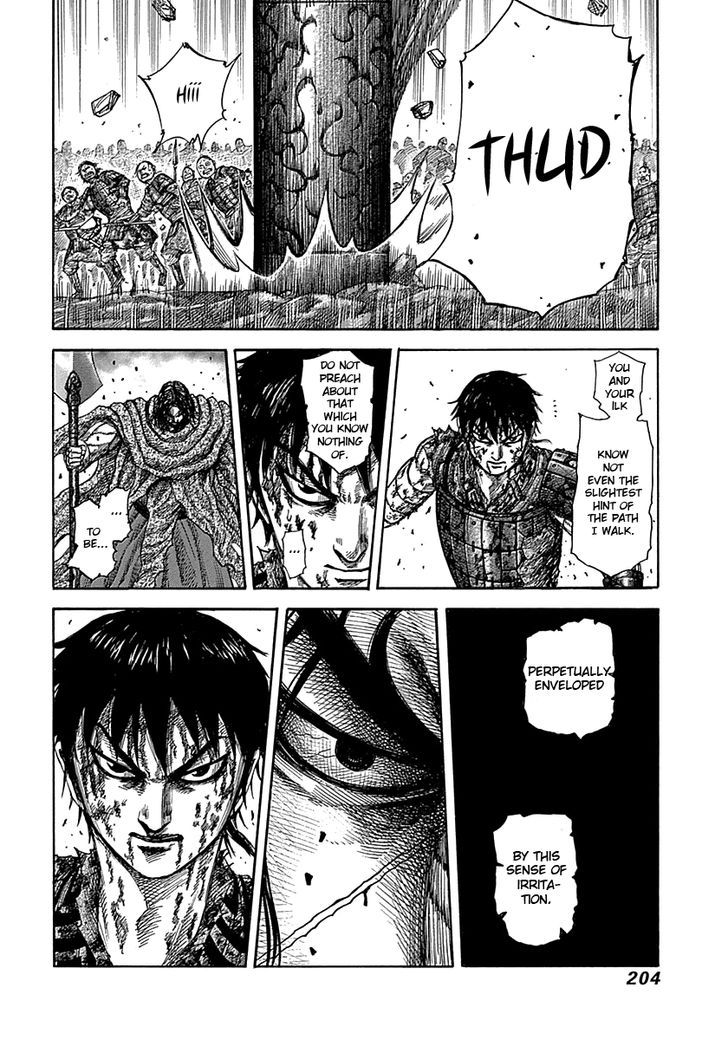 THUD
Hiii
YOU
AND
YOUR
ILK
KNOW
NOT
EVEN THE
SLIGHTEST
HINT
OF THE PATH
I WALK.
DO NOT
PREACH
ABOUT
THAT
WHICH
YOU KNOW
NOTHING
OF.
...
...
...
TO
BE...
PERPETUALLY
ENVELOPED
BY THIS
SENSE OF
IRRITA-
TION.
204